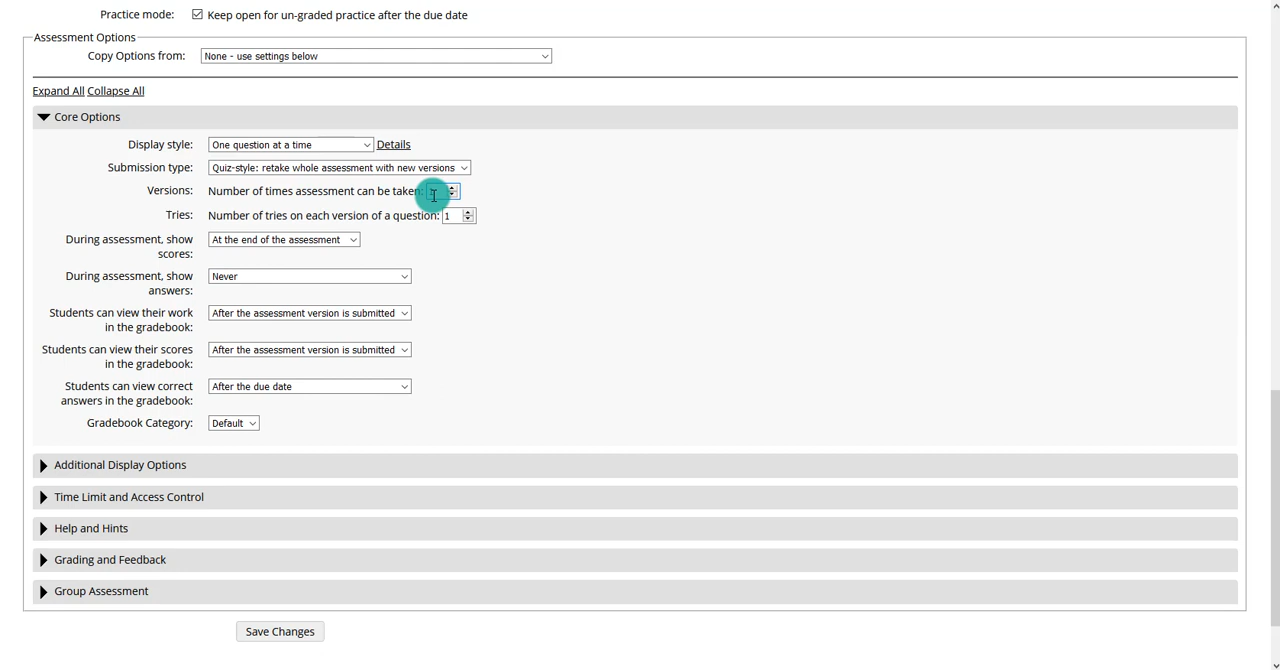 Practice mode: Keep open for un-graded practice after the due date
Assessment Options
Copy Options from: None - use settings below
Expand All Collapse All
Core Options
Display style: One question at a time Details
Submission type: Quiz-style: retake whole assessment with new versions
Versions: Number of times assessment can be taken:
Tries: Number of tries on each version of a question: 1
During assessment, show scores: At the end of the assessment
During assessment, show answers: Never
Students can view their work in the gradebook: After the assessment version is submitted
Students can view their scores in the gradebook: After the assessment version is submitted
Students can view correct answers in the gradebook: After the due date
Gradebook Category: Default
Additional Display Options
Time Limit and Access Control
Help and Hints
Grading and Feedback
Group Assessment
Save Changes